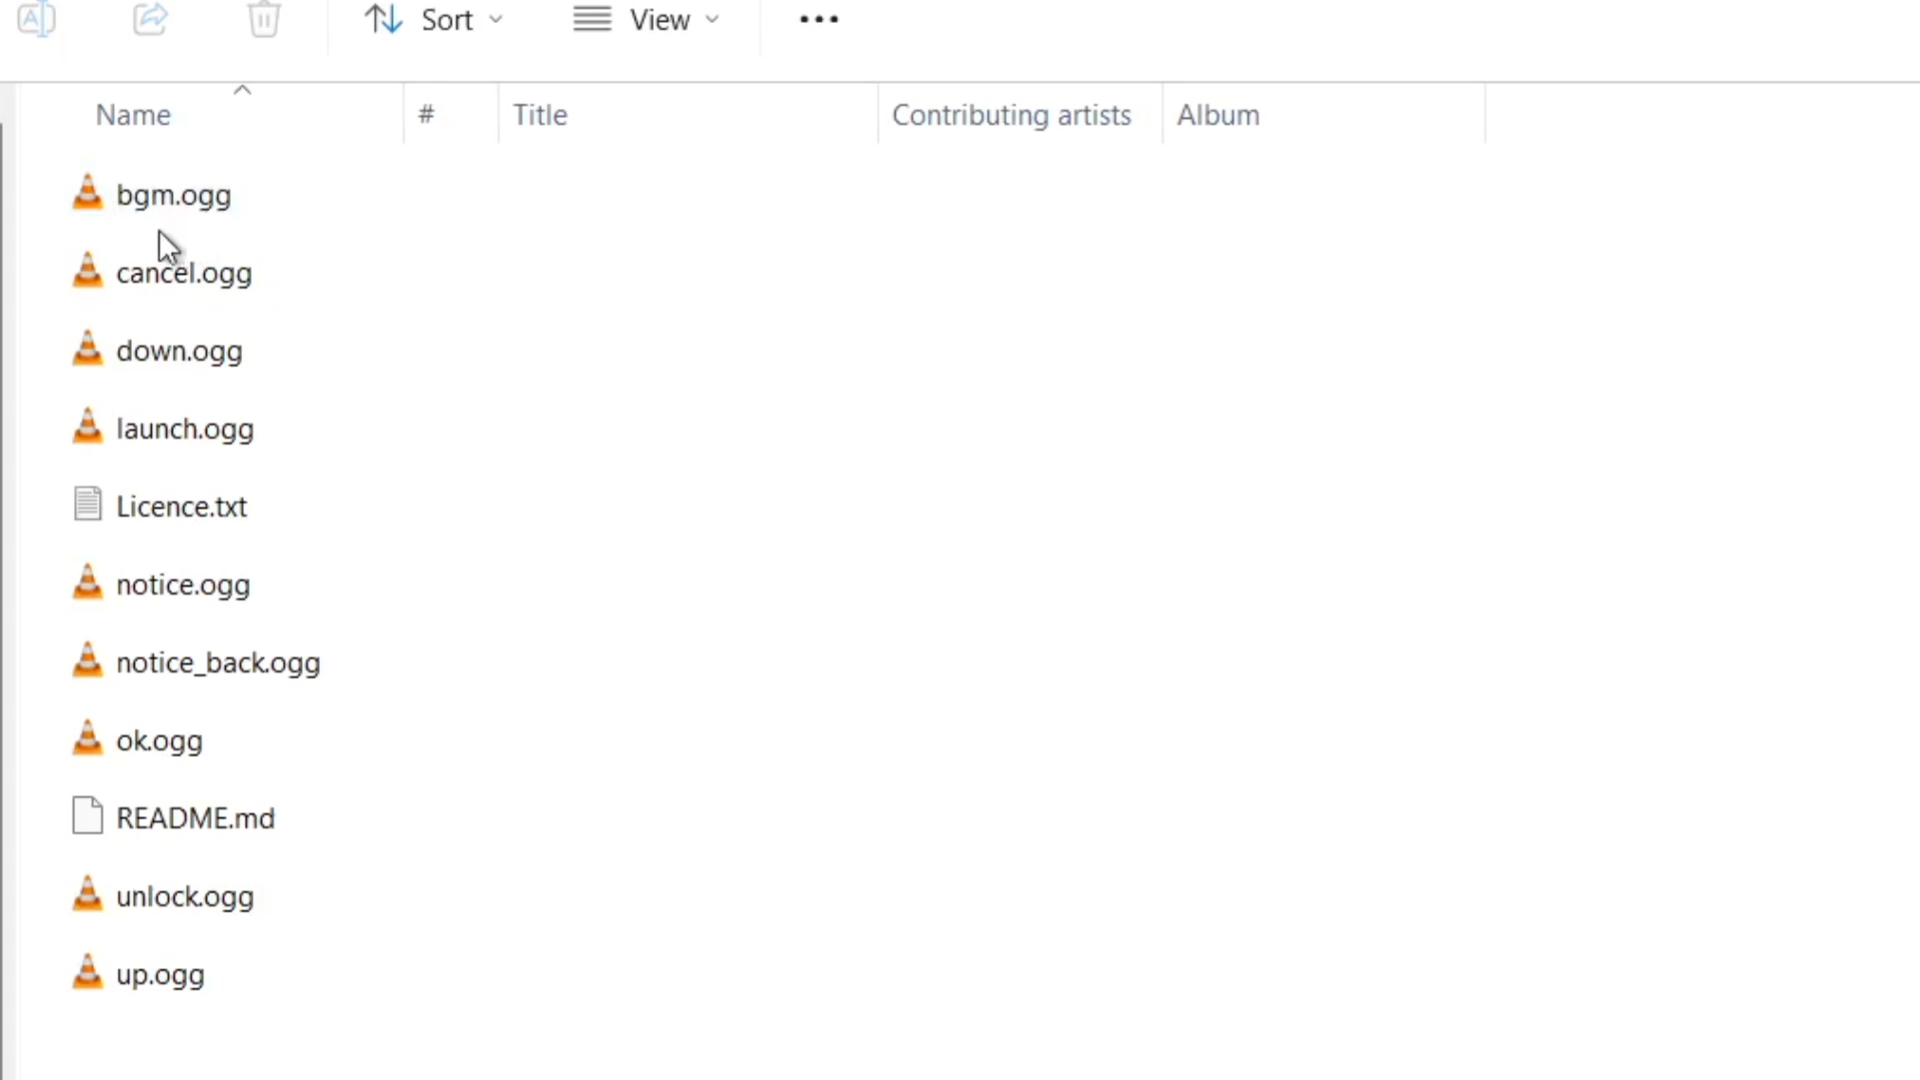 Sort
View
Name
#
Title
Contributing artists
Album
bgm.ogg
cancel.ogg
down.ogg
launch.ogg
Licence.txt
notice.ogg
notice_back.ogg
ok.ogg
README.md
unlock.ogg
up.ogg